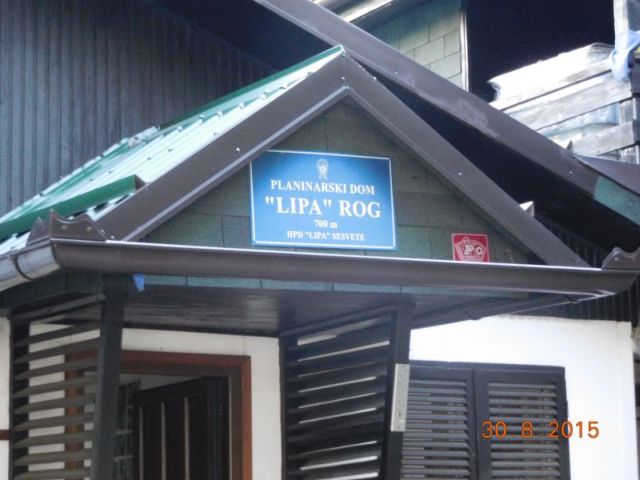 PLANINARSKI DOM
"LIPA" ROG
700 m
HPD "LIPA" SESVETE
30 8 2015